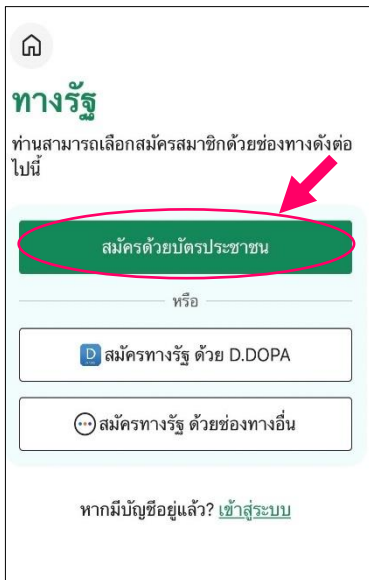 ทางรัฐ
ท่านสามารถเลือกสมัครสมาชิกด้วยช่องทางดังต่อ
ไปนี้
สมัครด้วยบัตรประชาชน
หรือ
D สมัครทางรัฐ ด้วย D.DOPA
สมัครทางรัฐ ด้วยช่องทางอื่น
หากมีบัญชีอยู่แล้ว? เข้าสู่ระบบ